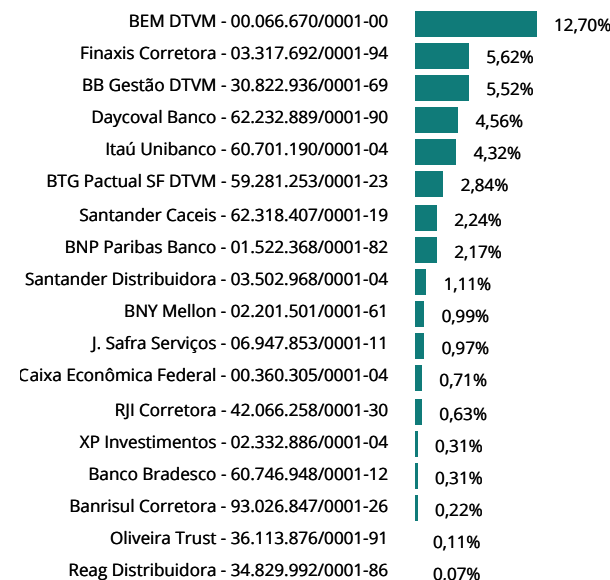 BEM DTVM - 00.066.670/0001-00 12,70%
Finaxis Corretora - 03.317.692/0001-94 5,62%
BB Gestão DTVM - 30.822.936/0001-69 5,52%
Daycoval Banco - 62.232.889/0001-90 4,56%
Itaú Unibanco - 60.701.190/0001-04 4,32%
BTG Pactual SF DTVM - 59.281.253/0001-23 2,84%
Santander Caceis - 62.318.407/0001-19 2,24%
BNP Paribas Banco - 01.522.368/0001-82 2,17%
Santander Distribuidora - 03.502.968/0001-04 1,11%
BNY Mellon - 02.201.501/0001-61 0,99%
J. Safra Serviços - 06.947.853/0001-11 0,97%
Caixa Econômica Federal - 00.360.305/0001-04 0,71%
RJI Corretora - 42.066.258/0001-30 0,63%
XP Investimentos - 02.332.886/0001-04 0,31%
Banco Bradesco - 60.746.948/0001-12 0,31%
Banrisul Corretora - 93.026.847/0001-26 0,22%
Oliveira Trust - 36.113.876/0001-91 0,11%
Reag Distribuidora - 34.829.992/0001-86 0,07%